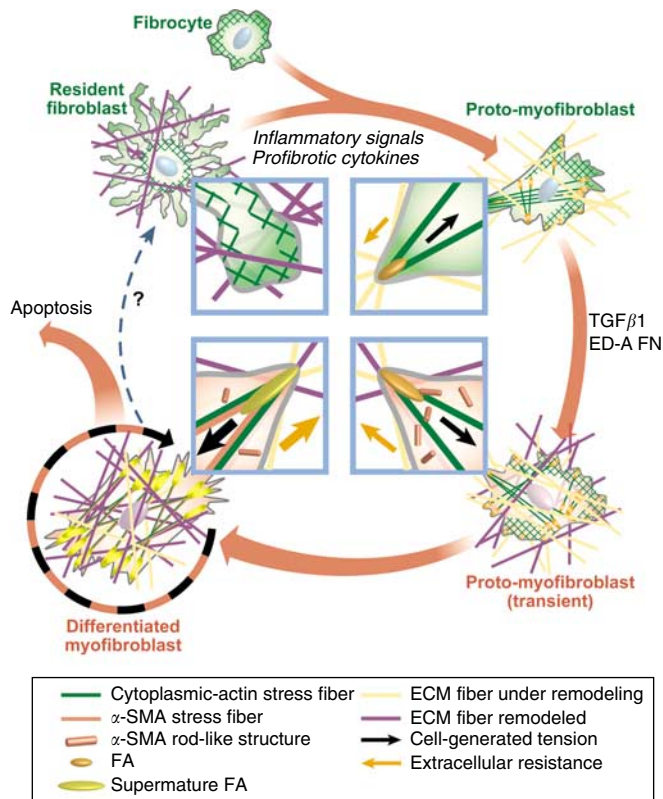 Fibrocyte
Resident
fibroblast
Inflammatory signals
Profibrotic cytokines
Proto-myofibroblast
?
Apoptosis
TGFβ1
ED-A FN
Proto-myofibroblast
(transient)
Differentiated
myofibroblast
Cytoplasmic-actin stress fiber
α-SMA stress fiber
α-SMA rod-like structure
FA
Supermature FA
ECM fiber under remodeling
ECM fiber remodeled
Cell-generated tension
Extracellular resistance